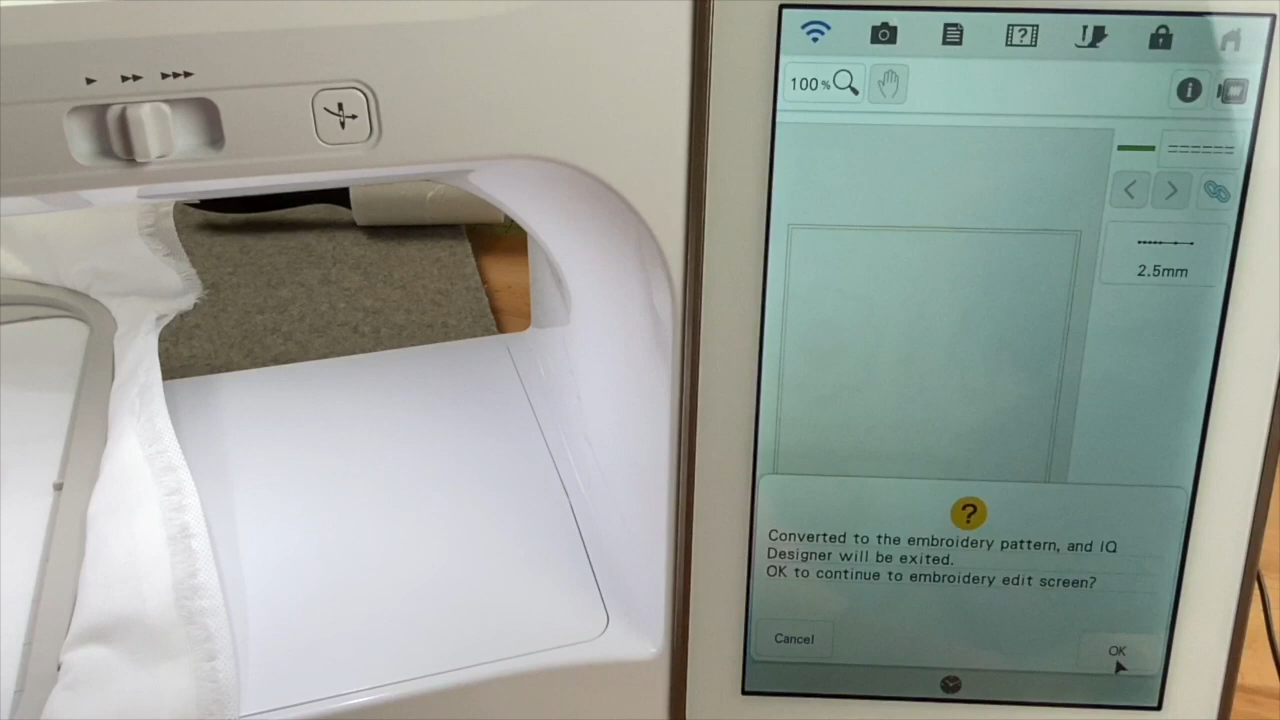 100%
2.5mm
Converted to the embroidery pattern, and IQ
Designer will be exited.
OK to continue to embroidery edit screen?
Cancel
OK